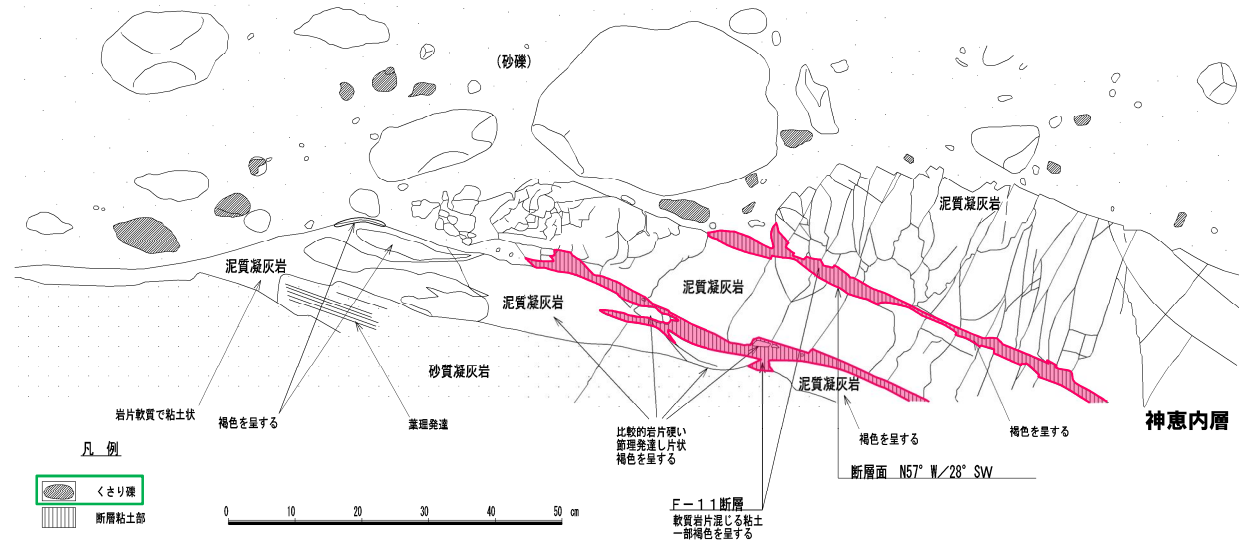 (砂礫)
泥質凝灰岩
泥質凝灰岩
泥質凝灰岩
泥質凝灰岩
砂質凝灰岩
泥質凝灰岩
岩片軟質で粘土状
褐色を呈する
葉理発達
比較的岩片硬い
節理発達し片状
褐色を呈する
褐色を呈する
褐色を呈する
神恵内層
断層面 N57°W/28°SW
F-11断層
軟質岩片混じる粘土
一部褐色を呈する
凡 例
くさり礫
断層粘土部
0 10 20 30 40 50 cm